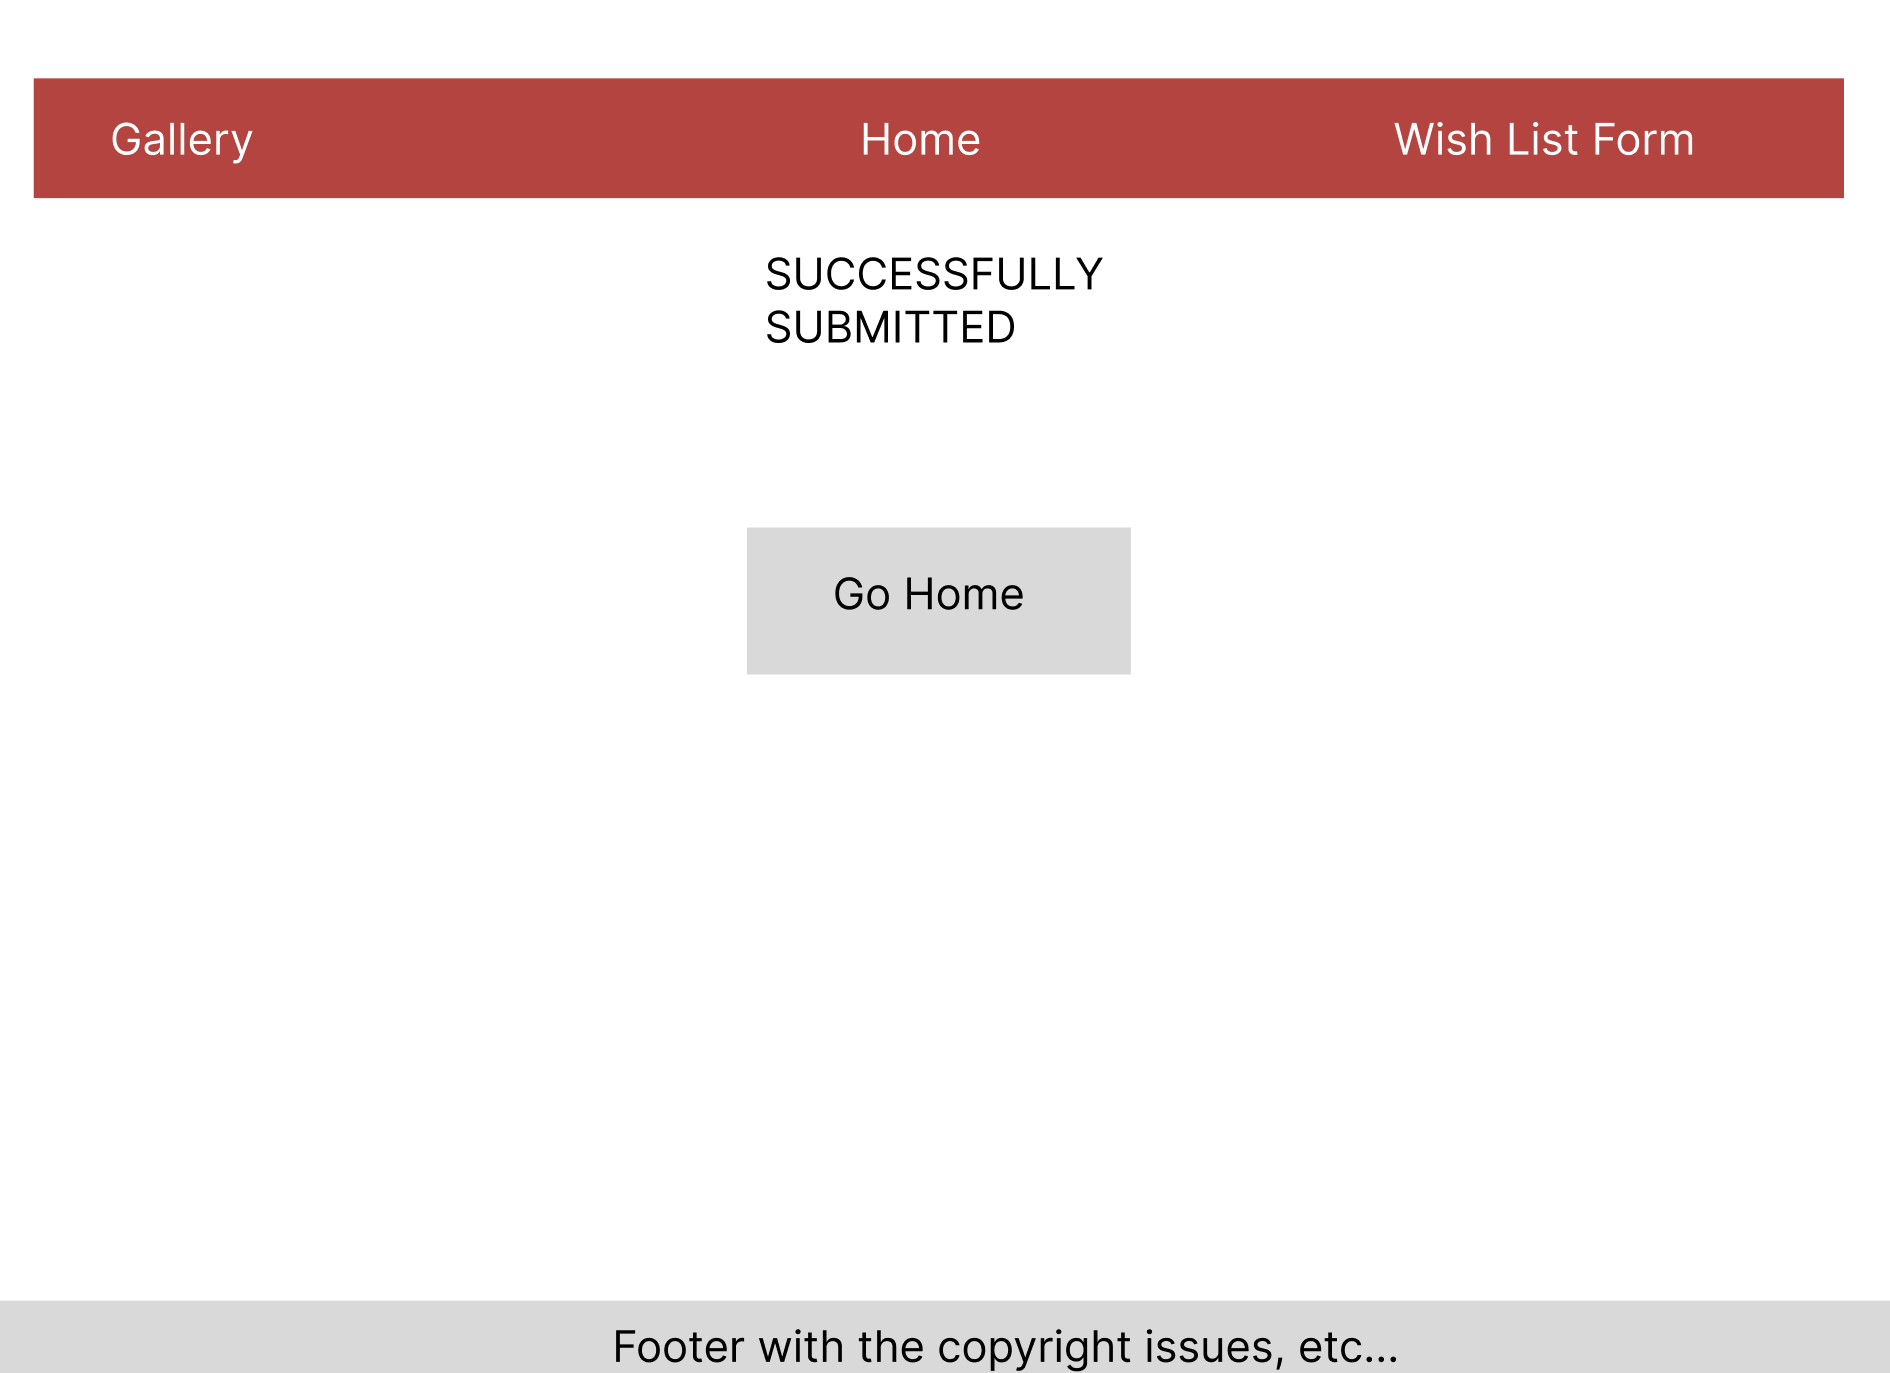 Gallery Home Wish List Form
SUCCESSFULLY
SUBMITTED
Go Home
Footer with the copyright issues, etc...